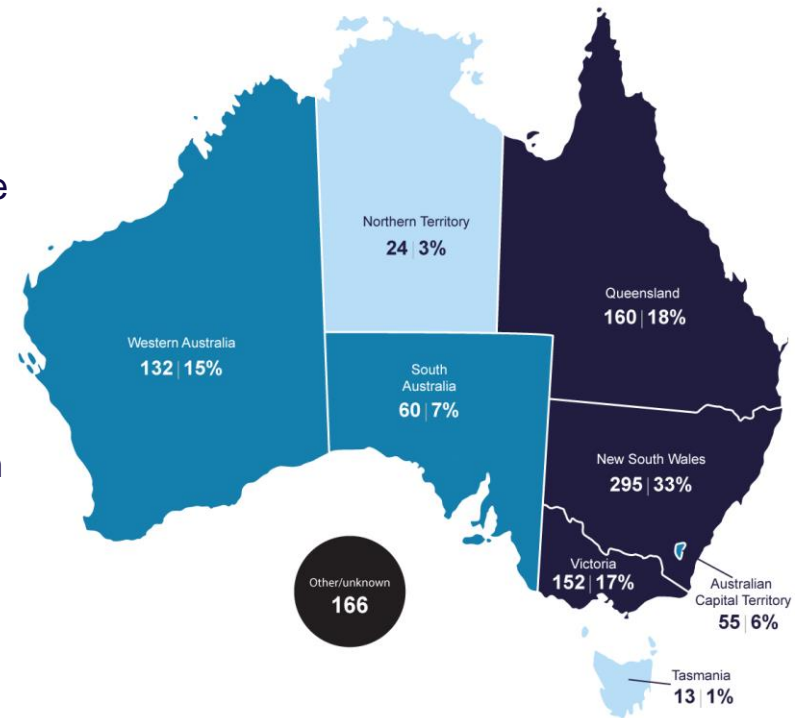 e
n
Northern Territory
24 | 3%
Queensland
160 | 18%
Western Australia
132 | 15%
South
Australia
60 | 7%
New South Wales
295 | 33%
Other/unknown
166
Victoria
152 | 17%
Australian
Capital Territory
55 | 6%
Tasmania
13 | 1%